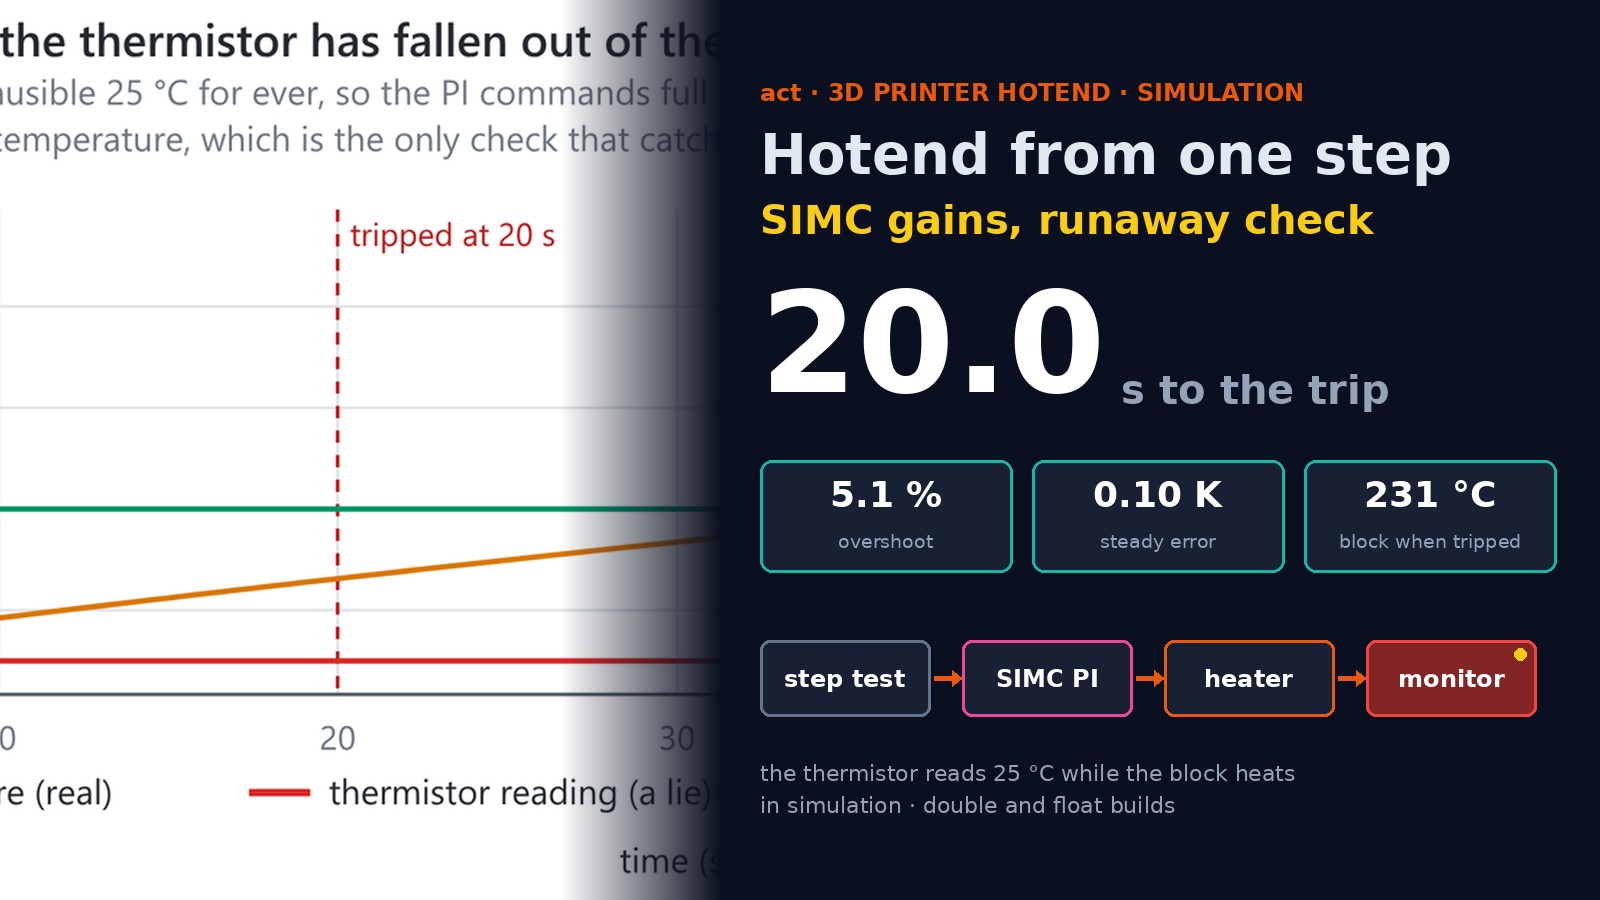 the thermistor has fallen out of the
ausible 25 °C for ever, so the PI commands full
temperature, which is the only check that catch
tripped at 20 s
0 20 30
re (real)
thermistor reading (a lie)
time (s
act · 3D PRINTER HOTEND · SIMULATION
Hotend from one step
SIMC gains, runaway check
20.0 s to the trip
5.1 %
overshoot
0.10 K
steady error
231 °C
block when tripped
step test
SIMC PI
heater
monitor
the thermistor reads 25 °C while the block heats
in simulation · double and float builds